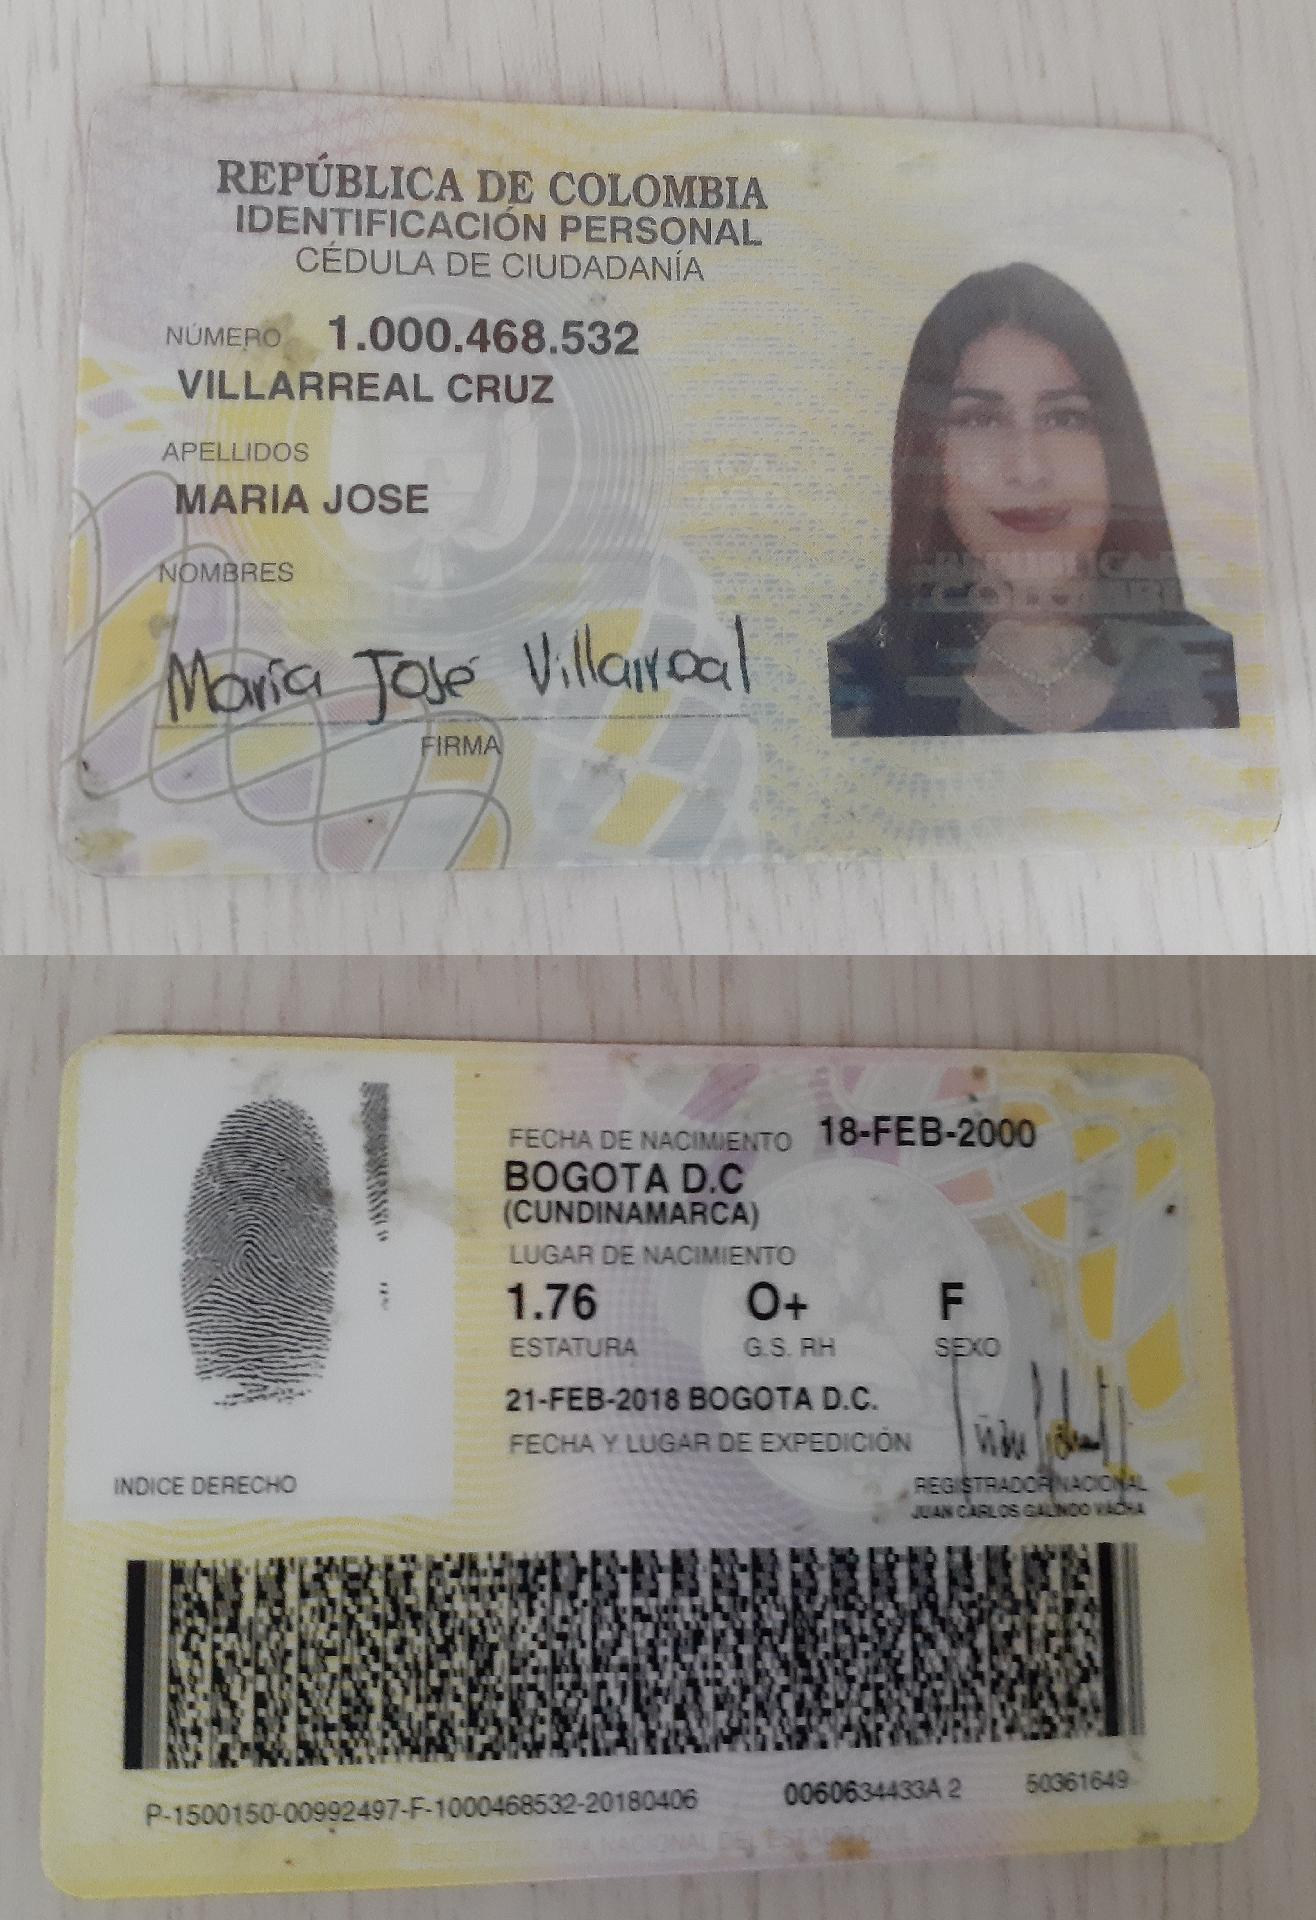 REPÚBLICA DE COLOMBIA
IDENTIFICACIÓN PERSONAL
CÉDULA DE CIUDADANÍA
NÚMERO 1.000.468.532
VILLARREAL CRUZ
APELLIDOS
MARIA JOSE
NOMBRES
María José Villarreal
FIRMA
FECHA DE NACIMIENTO 18-FEB-2000
BOGOTA D.C
(CUNDINAMARCA)
LUGAR DE NACIMIENTO
1.76 O+ F
ESTATURA G.S. RH SEXO
21-FEB-2018 BOGOTA D.C.
FECHA Y LUGAR DE EXPEDICIÓN
INDICE DERECHO
REGISTRADOR NACIONAL
JUAN CARLOS GALINDO VACHA
P-1500150-00992497-F-1000468532-20180406 0060634433A 2 50361649
NACIONAL DEL ESTADO CIVIL